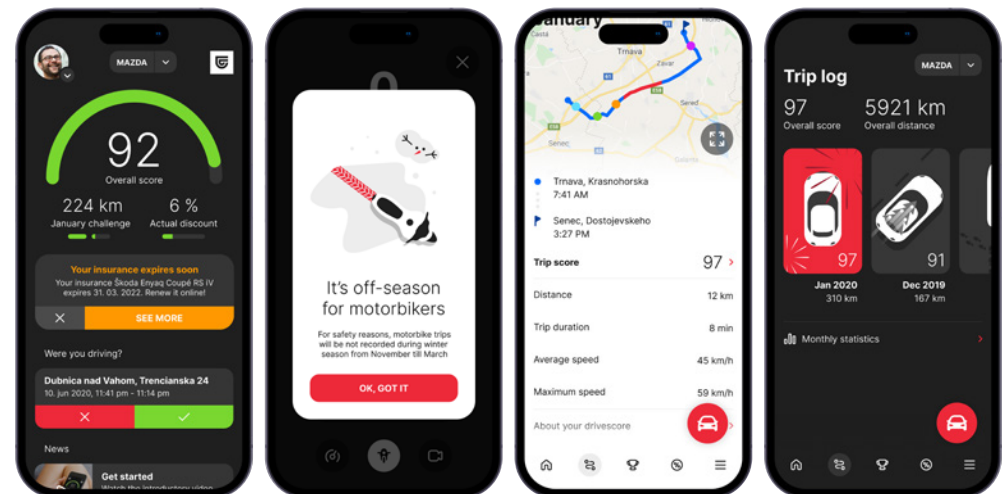 MAZDA
92
Overall score
224 km
January challenge
6 %
Actual discount
Your insurance expires soon
Your insurance Škoda Enyaq Coupé RS iV
expires 31. 03. 2022. Renew it online!
SEE MORE
Were you driving?
Dubnica nad Vahom, Trencianska 24
10. jun 2020, 11:41 pm - 11:14 pm
News
Get started
Watch the introductory video
It's off-season
for motorbikers
For safety reasons, motorbike trips
will be not recorded during winter
season from November till March
OK, GOT IT
January
Častá
Trnava
Zavar
Sereď
Senec
Galanta
Trnava, Krasnohorska
7:41 AM
Senec, Dostojevskeho
3:27 PM
Trip score
97
Distance
12 km
Trip duration
8 min
Average speed
45 km/h
Maximum speed
59 km/h
About your drivescore
MAZDA
Trip log
97
Overall score
5921 km
Overall distance
97
Jan 2020
310 km
91
Dec 2019
167 km
Monthly statistics